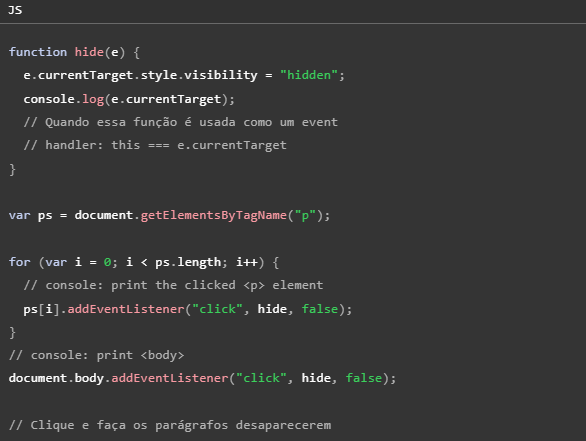 JS
function hide(e) {
  e.currentTarget.style.visibility = "hidden";
  console.log(e.currentTarget);
  // Quando essa função é usada como um event
  // handler: this === e.currentTarget
}
var ps = document.getElementsByTagName("p");
for (var i = 0; i < ps.length; i++) {
  // console: print the clicked <p> element
  ps[i].addEventListener("click", hide, false);
}
// console: print <body>
document.body.addEventListener("click", hide, false);
// Clique e faça os parágrafos desaparecerem